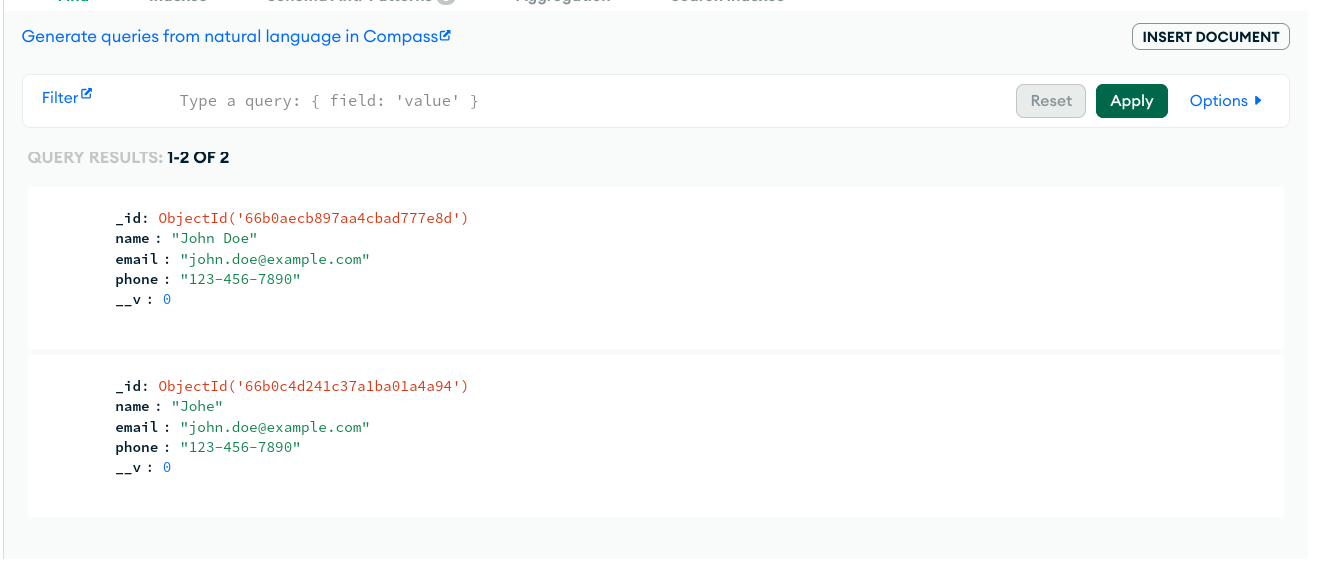 Generate queries from natural language in Compass
INSERT DOCUMENT
Filter
Type a query: { field: 'value' }
Reset
Apply
Options
QUERY RESULTS: 1-2 OF 2
_id: ObjectId('66b0aecb897aa4cbad777e8d')
name : "John Doe"
email : "john.doe@example.com"
phone : "123-456-7890"
__v : 0
_id: ObjectId('66b0c4d241c37a1ba01a4a94')
name : "Johe"
email : "john.doe@example.com"
phone : "123-456-7890"
__v : 0